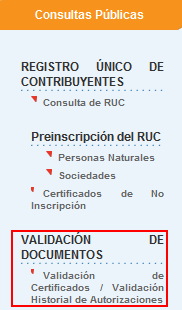 Consultas Públicas
REGISTRO ÚNICO DE
CONTRIBUYENTES
Consulta de RUC
Preinscripción del RUC
Personas Naturales
Sociedades
Certificados de No
Inscripción
VALIDACIÓN DE
DOCUMENTOS
Validación de
Certificados / Validación
Historial de Autorizaciones